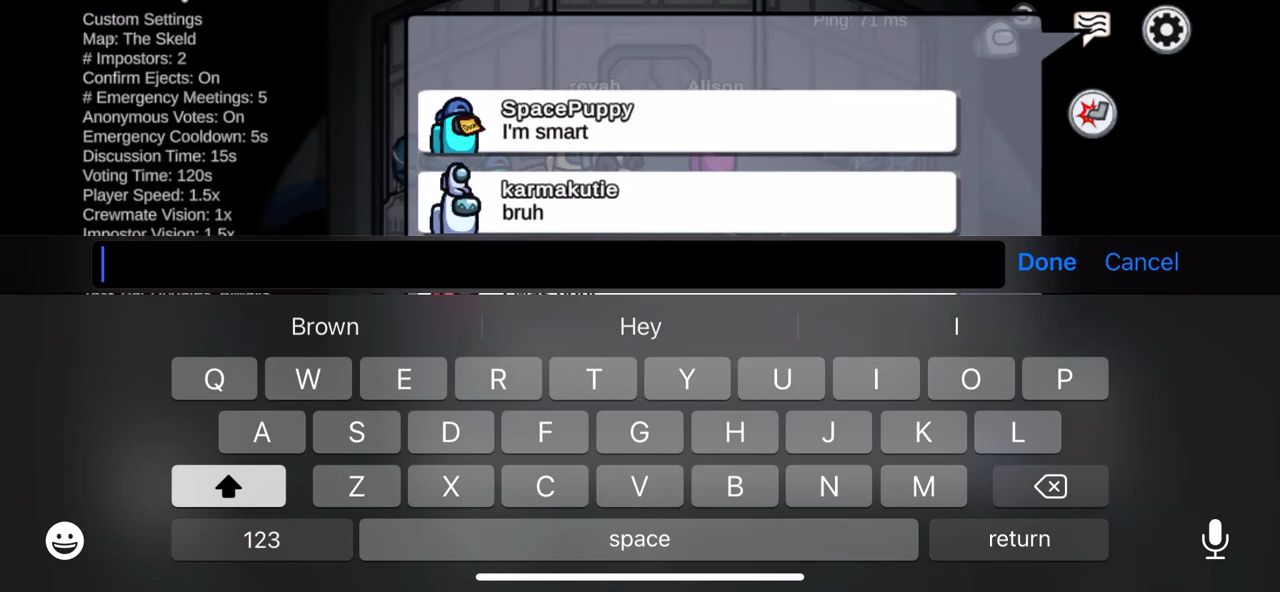 Custom Settings
Map: The Skeld
# Impostors: 2
Confirm Ejects: On
# Emergency Meetings: 5
Anonymous Votes: On
Emergency Cooldown: 5s
Discussion Time: 15s
Voting Time: 120s
Player Speed: 1.5x
Crewmate Vision: 1x
Impostor Vision: 1.5x
Ping: 71 ms
revah Alison
SpacePuppy
I'm smart
karmakutie
bruh
Done Cancel
Brown Hey I
Q W E R T Y U I O P
A S D F G H J K L
Z X C V B N M
123 space return